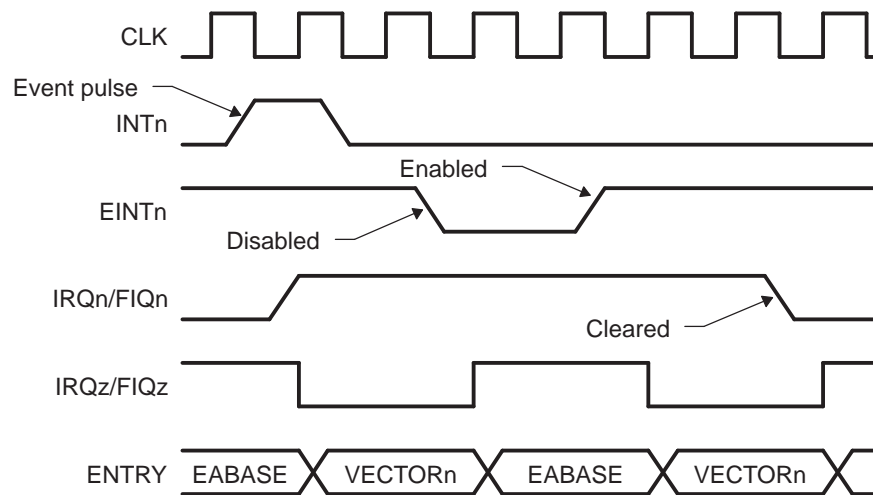 CLK
Event pulse
INTn
Enabled
EINTn
Disabled
IRQn/FIQn
Cleared
IRQz/FIQz
ENTRY EABASE VECTORn EABASE VECTORn